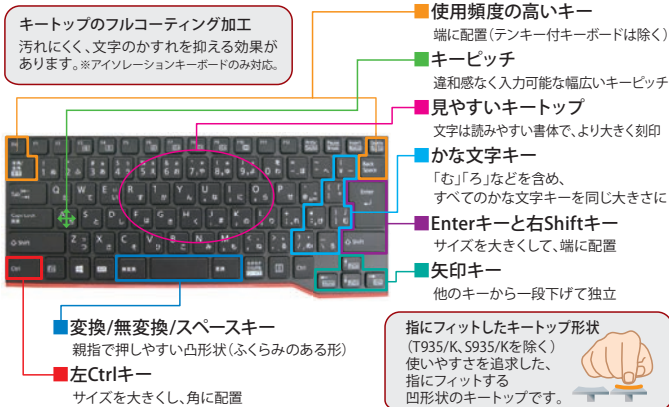 キートップのフルコーティング加工
汚れにくく、文字のかすれを抑える効果が
あります。※アイソレーションキーボードのみ対応。
■使用頻度の高いキー
端に配置(テンキー付キーボードは除く)
■キーピッチ
違和感なく入力可能な幅広いキーピッチ
■見やすいキートップ
文字は読みやすい書体で、より大きく刻印
■かな文字キー
「む」「ろ」などを含め、
すべてのかな文字キーを同じ大きさに
■Enterキーと右Shiftキー
サイズを大きくして、端に配置
■矢印キー
他のキーから一段下げて独立
■変換/無変換/スペースキー
親指で押しやすい凸形状(ふくらみのある形)
■左Ctrlキー
サイズを大きくし、角に配置
指にフィットしたキートップ形状
(T935/K、S935/Kを除く)
使いやすさを追求した、
指にフィットする
凹形状のキートップです。
Back
Space
Q W E R T Y U I O P
Enter
Caps Lock
S D F G H J K L
Shift
Z X C V B N M
Shift
Ctrl
Ctrl